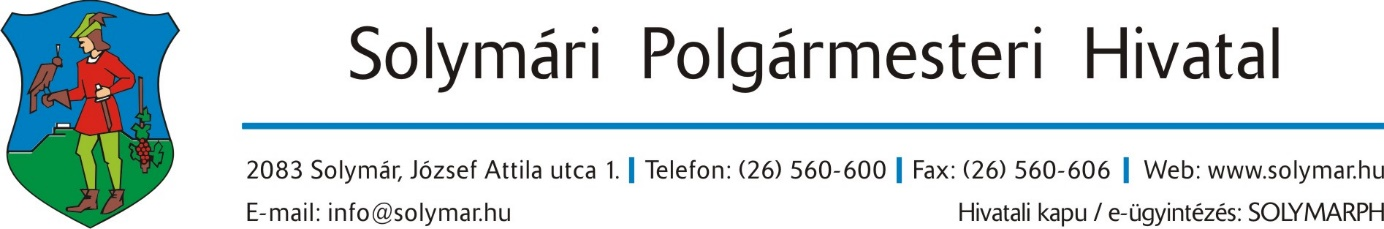 Solymári Polgármesteri Hivatal
2083 Solymár, József Attila utca 1. | Telefon: (26) 560-600 | Fax: (26) 560-606 | Web: www.solymar.hu
E-mail: info@solymar.hu Hivatali kapu / e-ügyintézés: SOLYMARPH